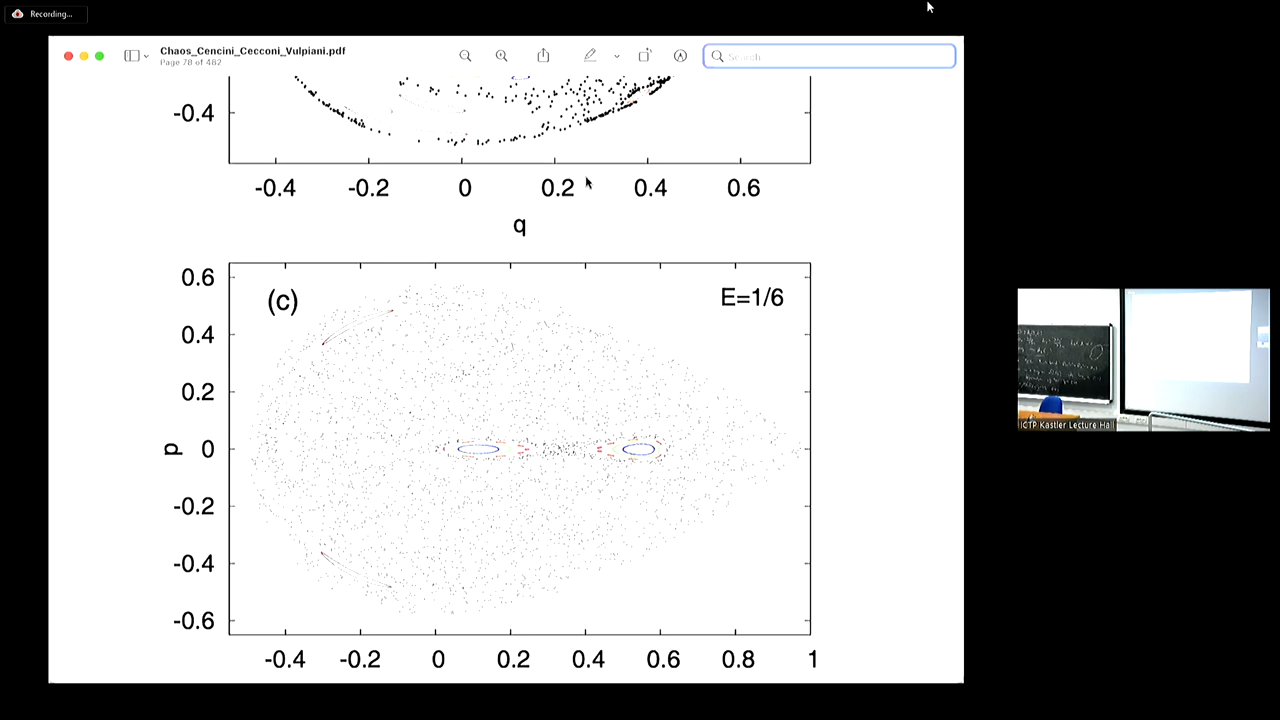 Recording...
Chaos_Cencini_Cecconi_Vulpiani.pdf
Page 78 of 482
Search
-0.4
-0.4 -0.2 0 0.2 0.4 0.6
q
(c) E=1/6
0.6
0.4
0.2
p 0
-0.2
-0.4
-0.6
-0.4 -0.2 0 0.2 0.4 0.6 0.8 1
ICTP Kastler Lecture Hall